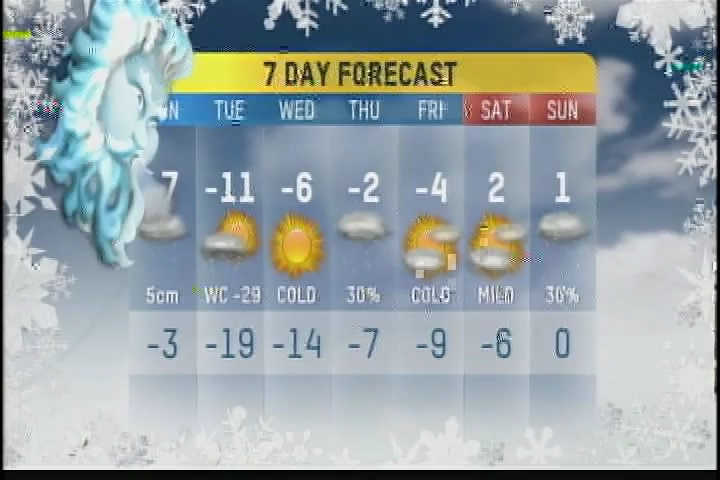 7 DAY FORECAST
TUE WED THU FRI SAT SUN
7 -11 -6 -2 -4 2 1
5cm WC -29 COLD 30% COLD MILD 30%
-3 -19 -14 -7 -9 -6 0